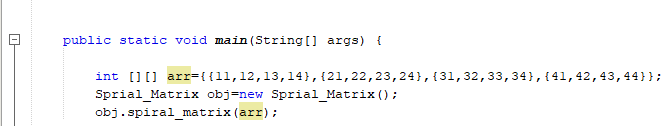 public static void main(String[] args) {
int [][] arr={{11,12,13,14},{21,22,23,24},{31,32,33,34},{41,42,43,44}};
Sprial_Matrix obj=new Sprial_Matrix();
obj.spiral_matrix(arr);